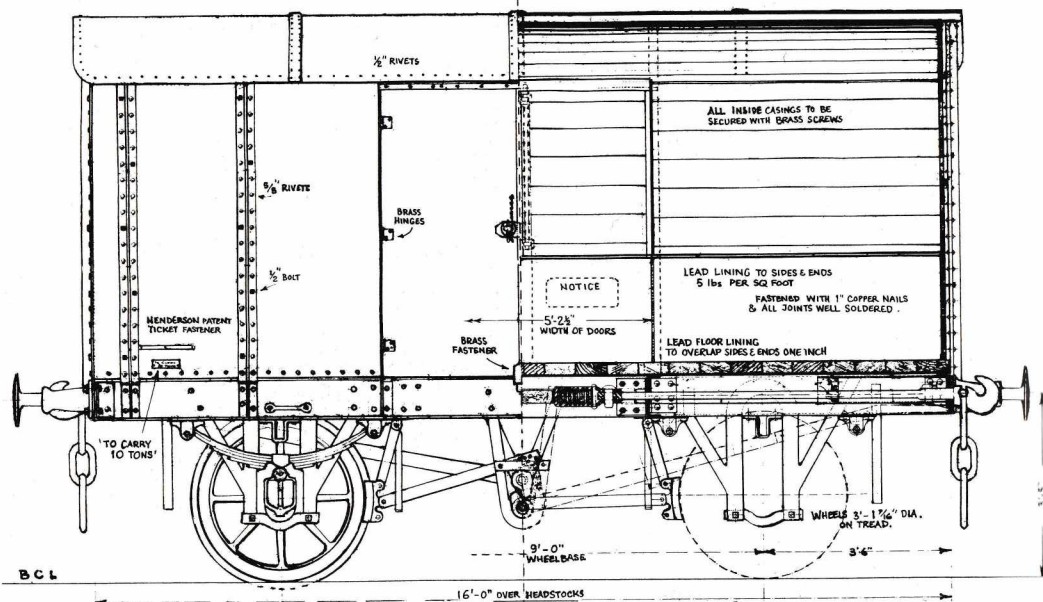 ½" RIVETS
ALL INSIDE CASINGS TO BE
SECURED WITH BRASS SCREWS
5/8" RIVETS
BRASS
HINGES
½" BOLT
LEAD LINING TO SIDES & ENDS
5 lbs PER SQ FOOT
NOTICE
FASTENED WITH 1" COPPER NAILS
& ALL JOINTS WELL SOLDERED.
HENDERSON PATENT
TICKET FASTENER
5'-2½"
WIDTH OF DOORS
BRASS
FASTENER
LEAD FLOOR LINING
TO OVERLAP SIDES & ENDS ONE INCH
'TO CARRY
10 TONS'
WHEELS 3'-1 7/16" DIA.
ON TREAD.
9'-0"
WHEELBASE
3'6"
BCL
16'-0" OVER HEADSTOCKS